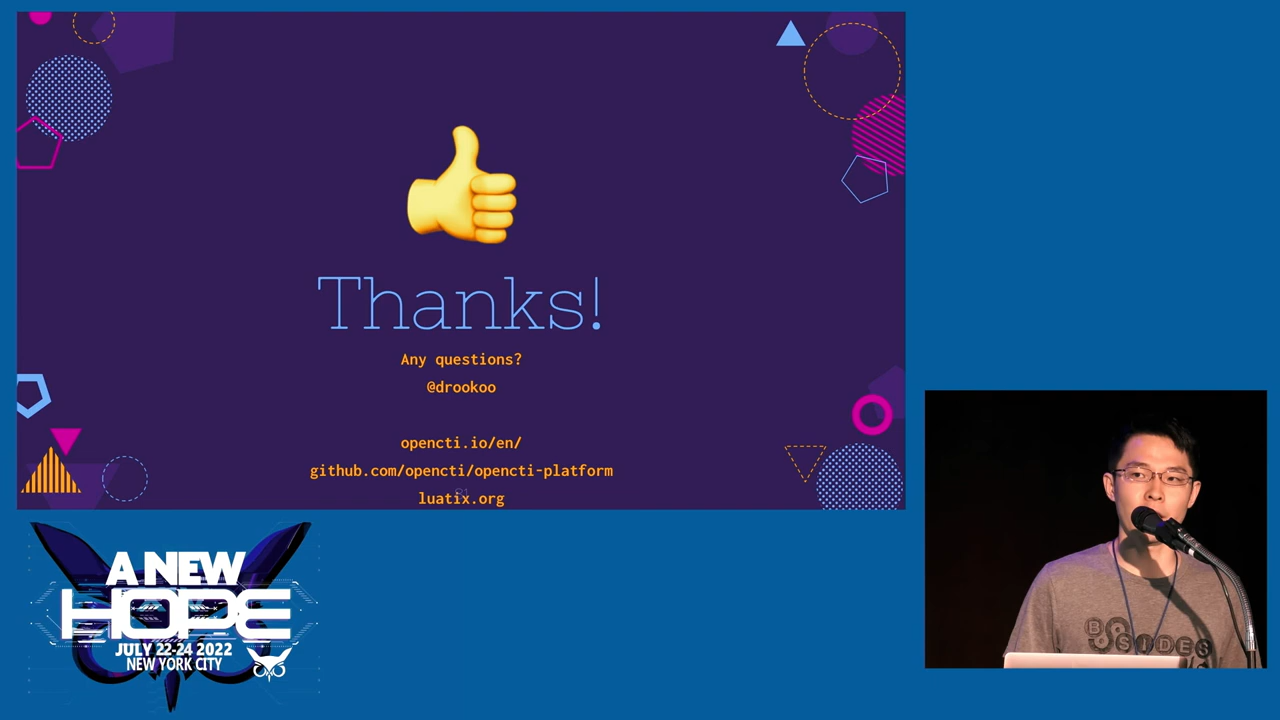 Thanks!
Any questions?
@drookoo
opencti.io/en/
github.com/opencti/opencti-platform
luatix.org
A NEW
HOPE
JULY 22-24 2022
NEW YORK CITY
BSIDES